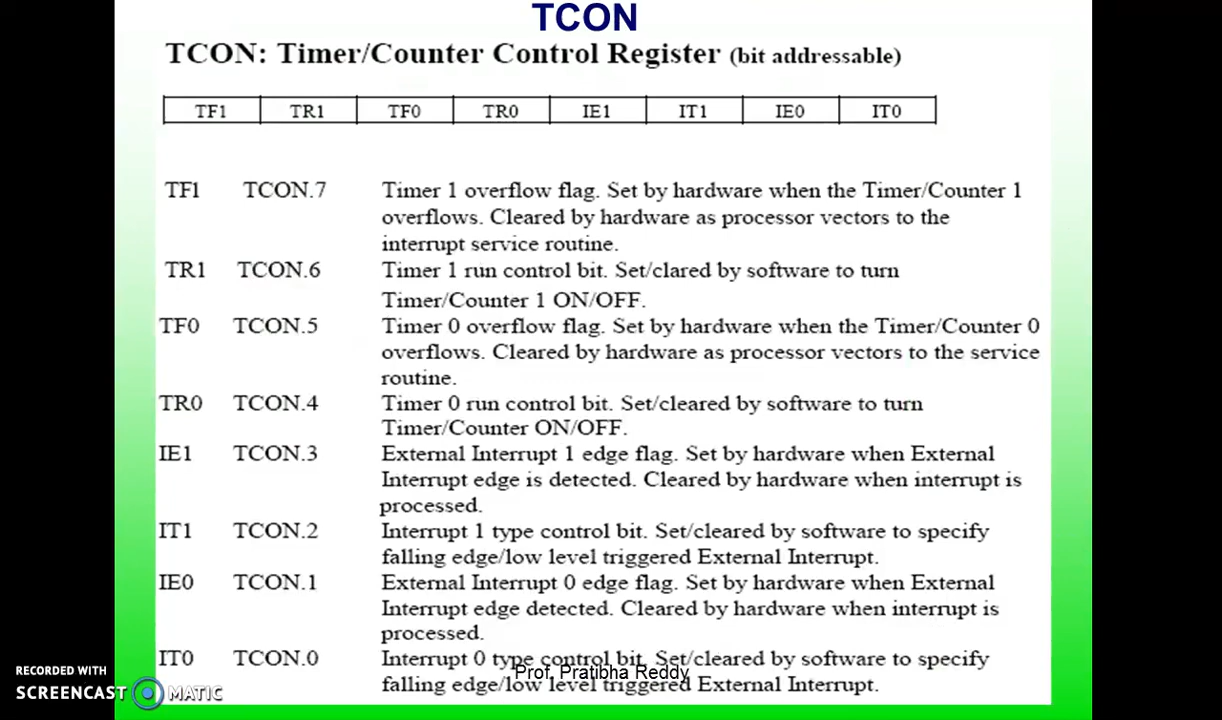 TCON
TCON: Timer/Counter Control Register (bit addressable)
TF1 TR1 TF0 TR0 IE1 IT1 IE0 IT0
TF1 TCON.7 Timer 1 overflow flag. Set by hardware when the Timer/Counter 1
overflows. Cleared by hardware as processor vectors to the
interrupt service routine.
TR1 TCON.6 Timer 1 run control bit. Set/clared by software to turn
Timer/Counter 1 ON/OFF.
TF0 TCON.5 Timer 0 overflow flag. Set by hardware when the Timer/Counter 0
overflows. Cleared by hardware as processor vectors to the service
routine.
TR0 TCON.4 Timer 0 run control bit. Set/cleared by software to turn
Timer/Counter ON/OFF.
IE1 TCON.3 External Interrupt 1 edge flag. Set by hardware when External
Interrupt edge is detected. Cleared by hardware when interrupt is
processed.
IT1 TCON.2 Interrupt 1 type control bit. Set/cleared by software to specify
falling edge/low level triggered External Interrupt.
IE0 TCON.1 External Interrupt 0 edge flag. Set by hardware when External
Interrupt edge detected. Cleared by hardware when interrupt is
processed.
IT0 TCON.0 Interrupt 0 type control bit. Set/cleared by software to specify
falling edge/low level triggered External Interrupt.
Prof. Pratibha Reddy
RECORDED WITH
SCREENCAST MATIC